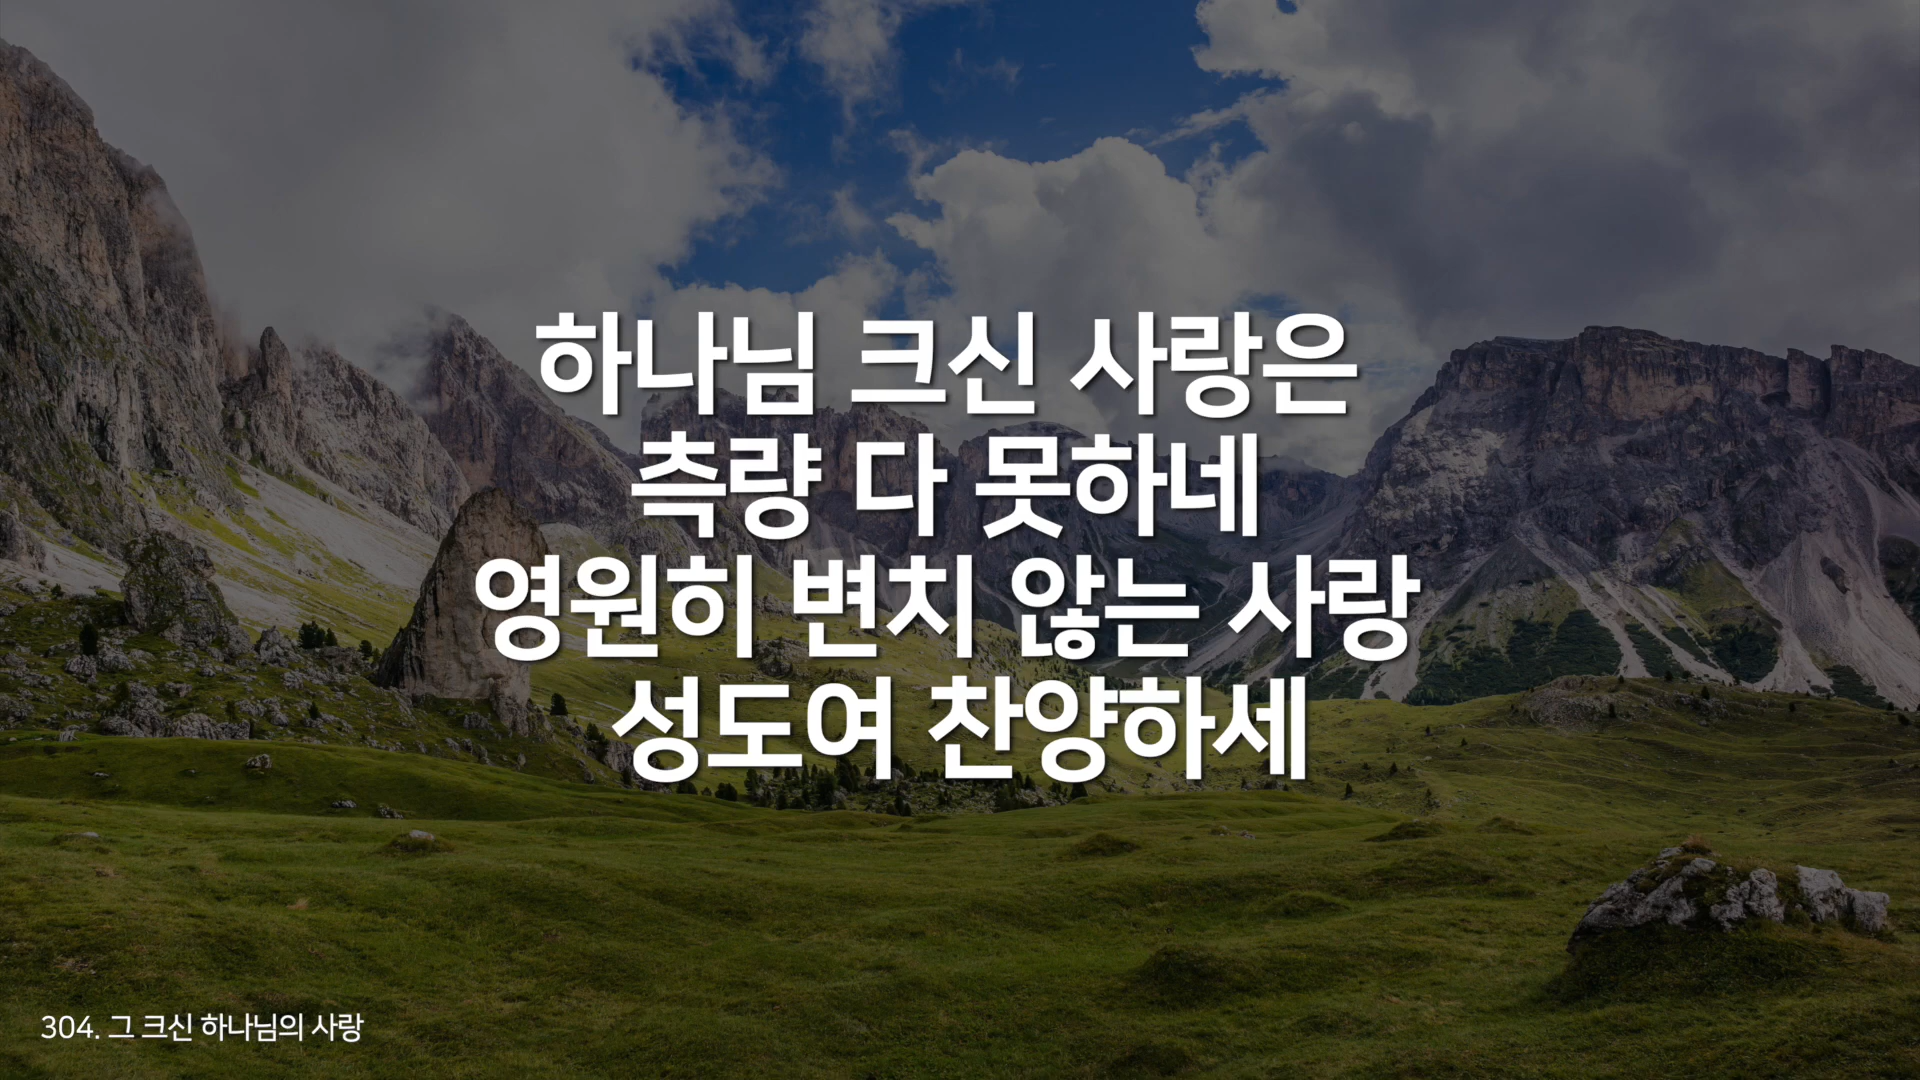 하나님 크신 사랑은
측량 다 못하네
영원히 변치 않는 사랑
성도여 찬양하세
304. 그 크신 하나님의 사랑